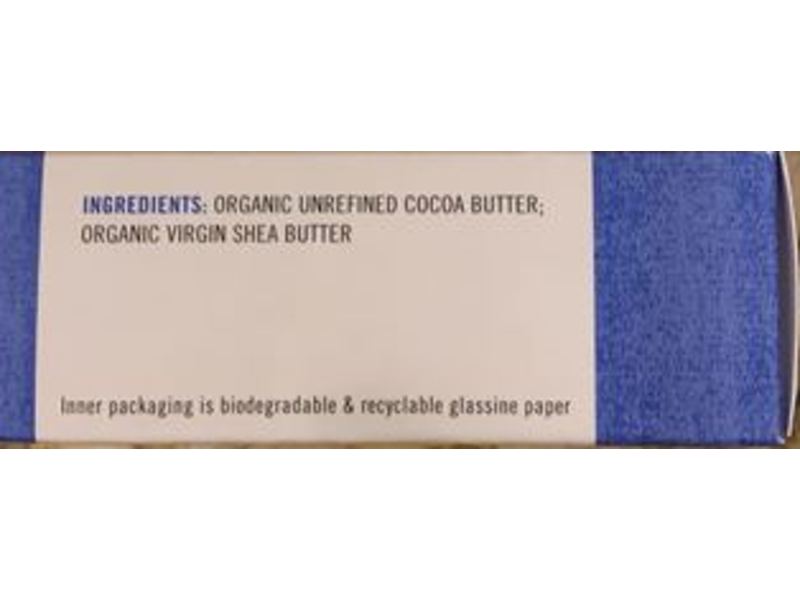 INGREDIENTS: ORGANIC UNREFINED COCOA BUTTER;
ORGANIC VIRGIN SHEA BUTTER
Inner packaging is biodegradable & recyclable glassine paper